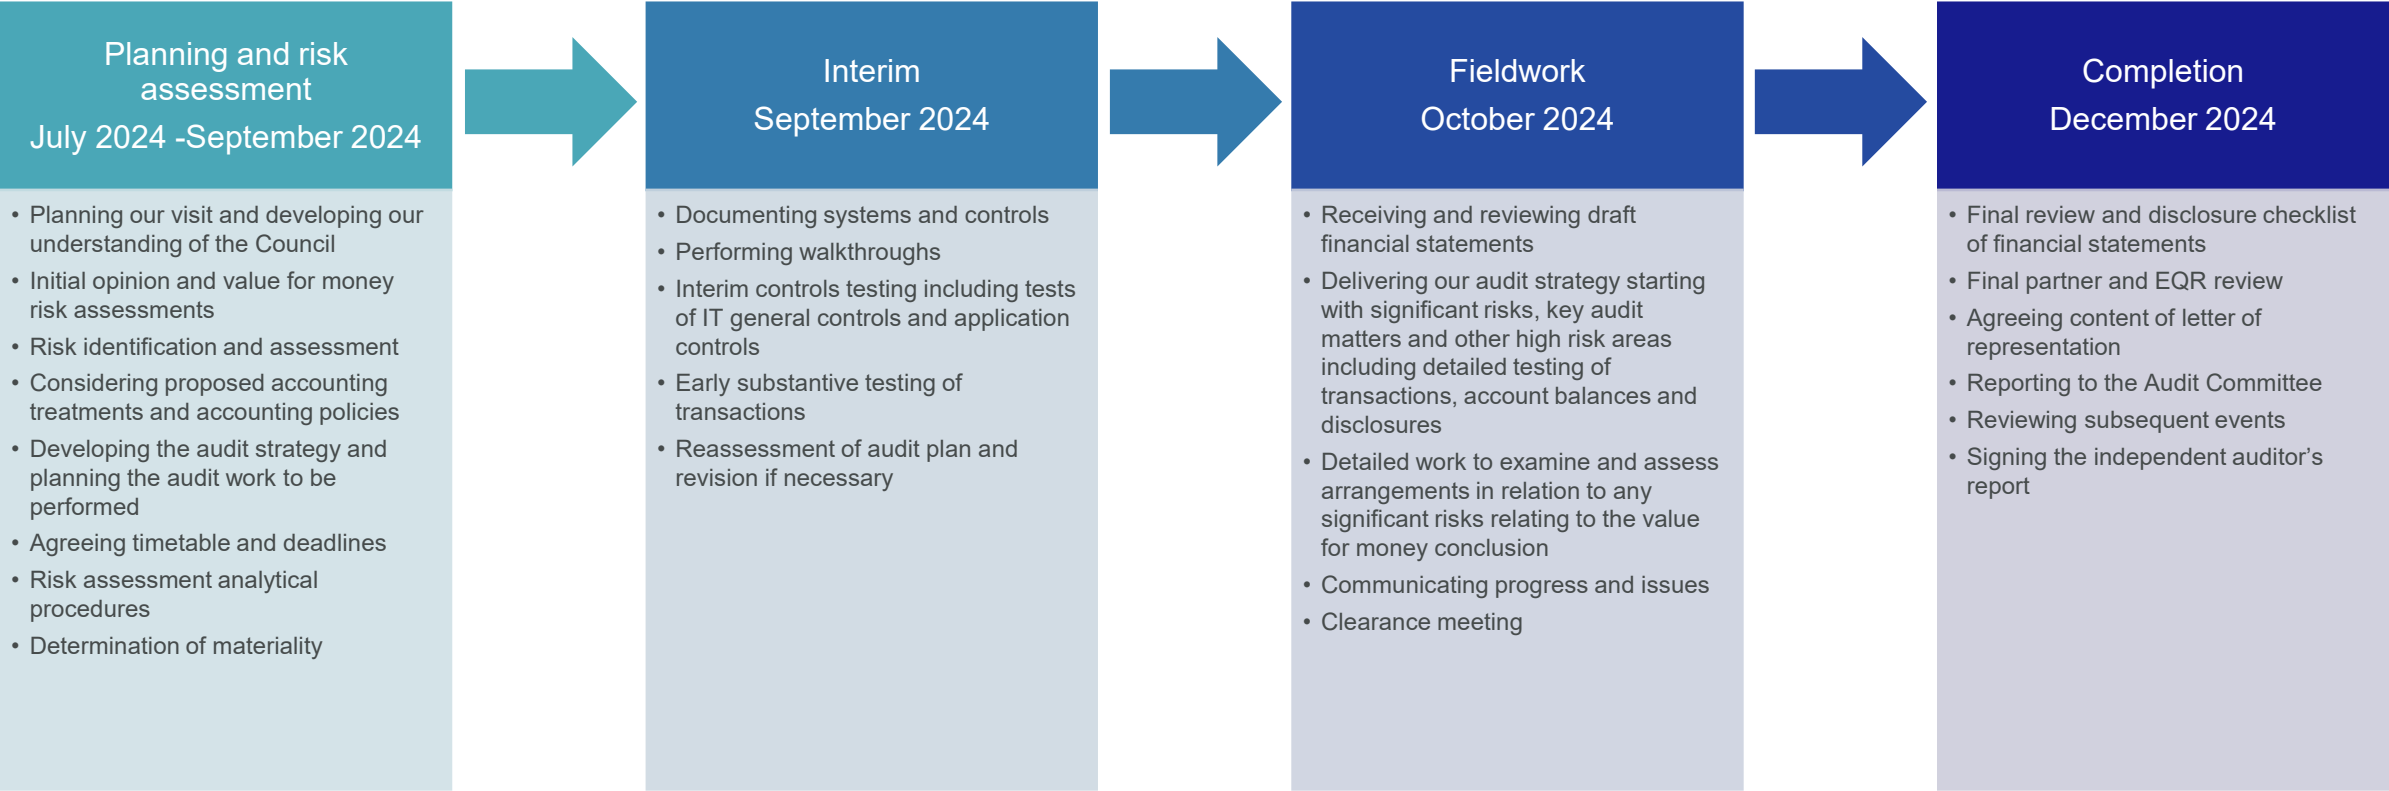 Planning and risk
assessment
July 2024 -September 2024
• Planning our visit and developing our
understanding of the Council
• Initial opinion and value for money
risk assessments
• Risk identification and assessment
• Considering proposed accounting
treatments and accounting policies
• Developing the audit strategy and
planning the audit work to be
performed
• Agreeing timetable and deadlines
• Risk assessment analytical
procedures
• Determination of materiality
Interim
September 2024
• Documenting systems and controls
• Performing walkthroughs
• Interim controls testing including tests
of IT general controls and application
controls
• Early substantive testing of
transactions
• Reassessment of audit plan and
revision if necessary
Fieldwork
October 2024
• Receiving and reviewing draft
financial statements
• Delivering our audit strategy starting
with significant risks, key audit
matters and other high risk areas
including detailed testing of
transactions, account balances and
disclosures
• Detailed work to examine and assess
arrangements in relation to any
significant risks relating to the value
for money conclusion
• Communicating progress and issues
• Clearance meeting
Completion
December 2024
• Final review and disclosure checklist
of financial statements
• Final partner and EQR review
• Agreeing content of letter of
representation
• Reporting to the Audit Committee
• Reviewing subsequent events
• Signing the independent auditor’s
report